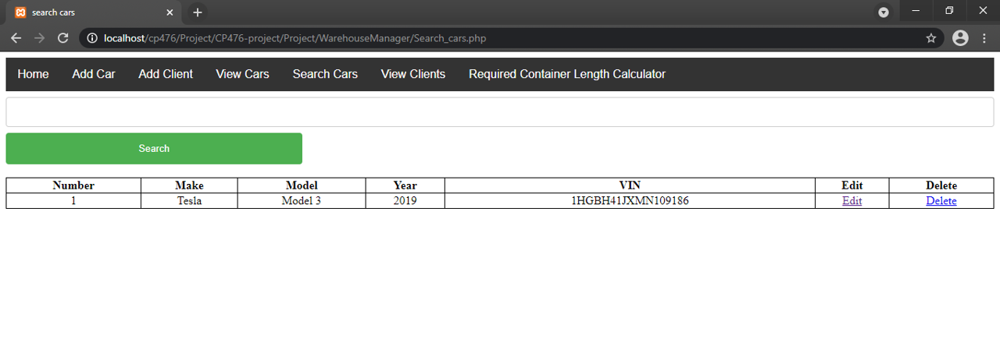 search cars
localhost/cp476/Project/CP476-project/Project/WarehouseManager/Search_cars.php
Home Add Car Add Client View Cars Search Cars View Clients Required Container Length Calculator
Search
Number Make Model Year VIN Edit Delete
1 Tesla Model 3 2019 1HGBH41JXMN109186 Edit Delete